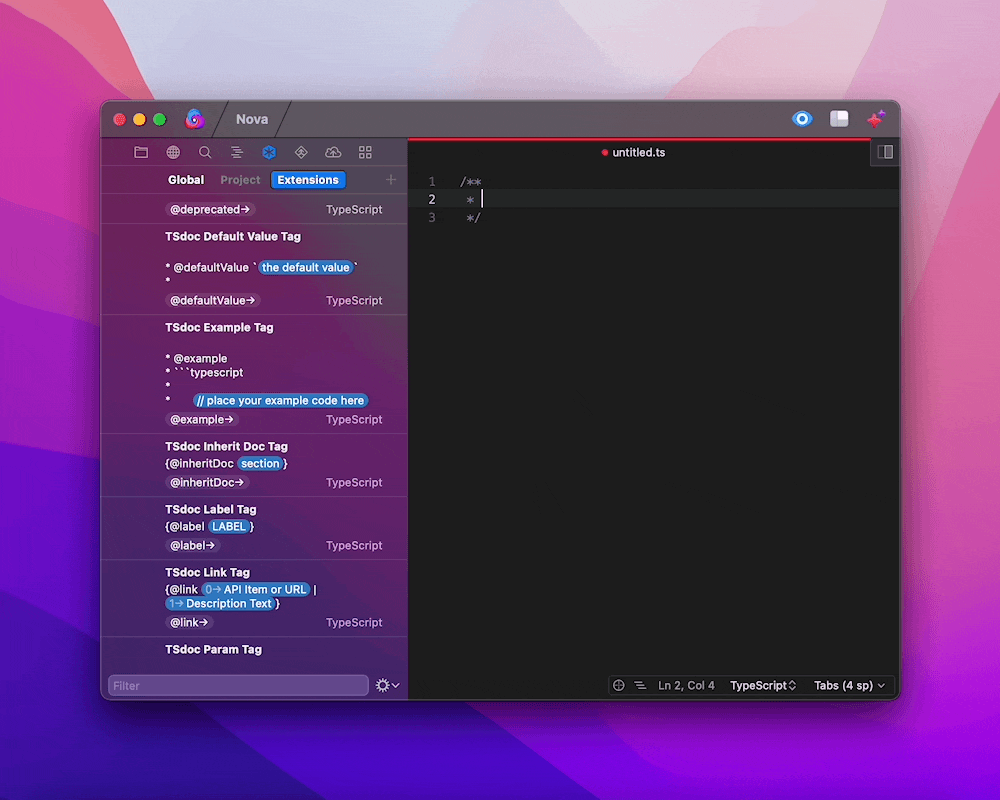 Nova
Global Project Extensions +
@deprecated→ TypeScript
TSdoc Default Value Tag
* @defaultValue `the default value`
*
@defaultValue→ TypeScript
TSdoc Example Tag
* @example
* ```typescript
*
* // place your example code here
@example→ TypeScript
TSdoc Inherit Doc Tag
{@inheritDoc section}
@inheritDoc→ TypeScript
TSdoc Label Tag
{@label LABEL}
@label→ TypeScript
TSdoc Link Tag
{@link 0→ API Item or URL |
1→ Description Text}
@link→ TypeScript
TSdoc Param Tag
Filter
untitled.ts
1 /**
2 *
3 */
Ln 2, Col 4 TypeScript Tabs (4 sp)